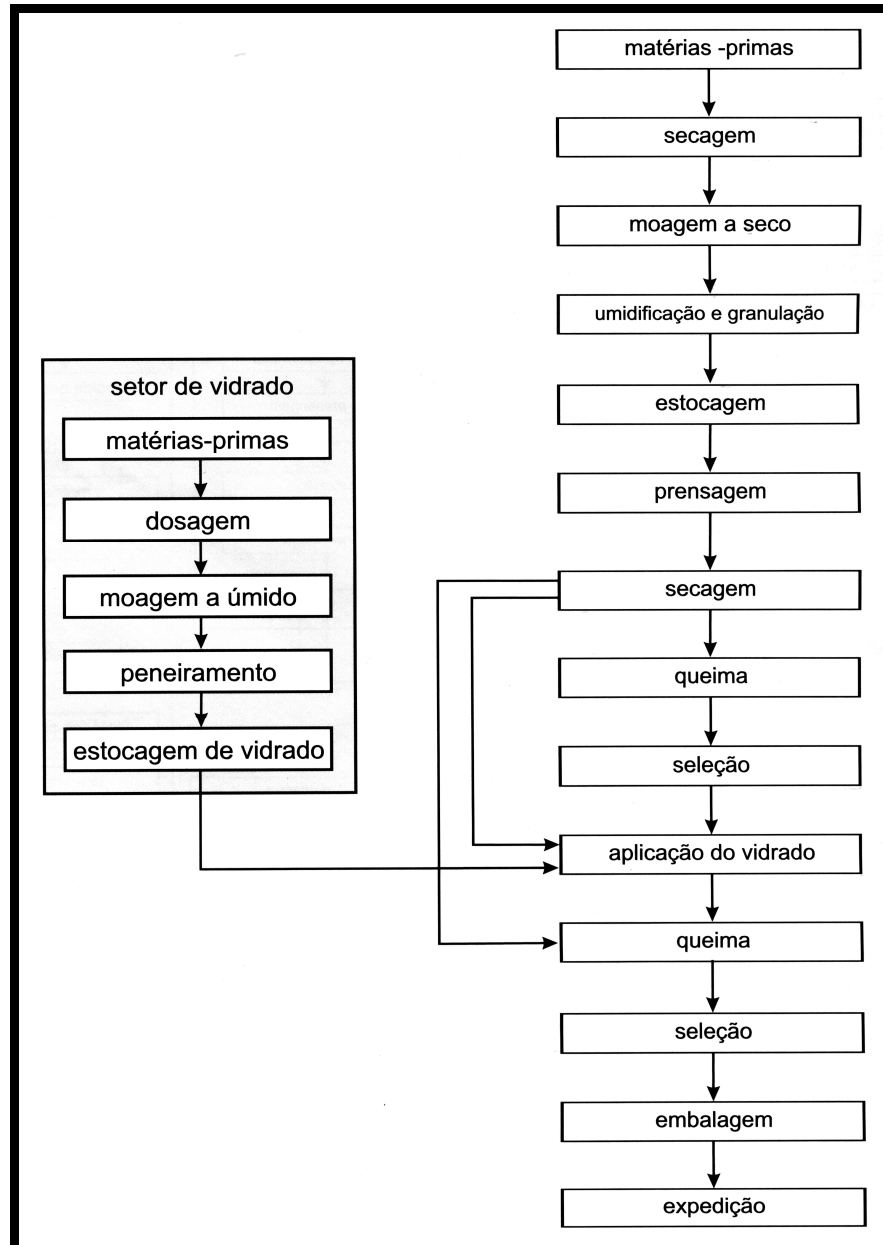 matérias -primas
secagem
moagem a seco
umidificação e granulação
estocagem
prensagem
secagem
queima
seleção
aplicação do vidrado
queima
seleção
embalagem
expedição
setor de vidrado
matérias-primas
dosagem
moagem a úmido
peneiramento
estocagem de vidrado